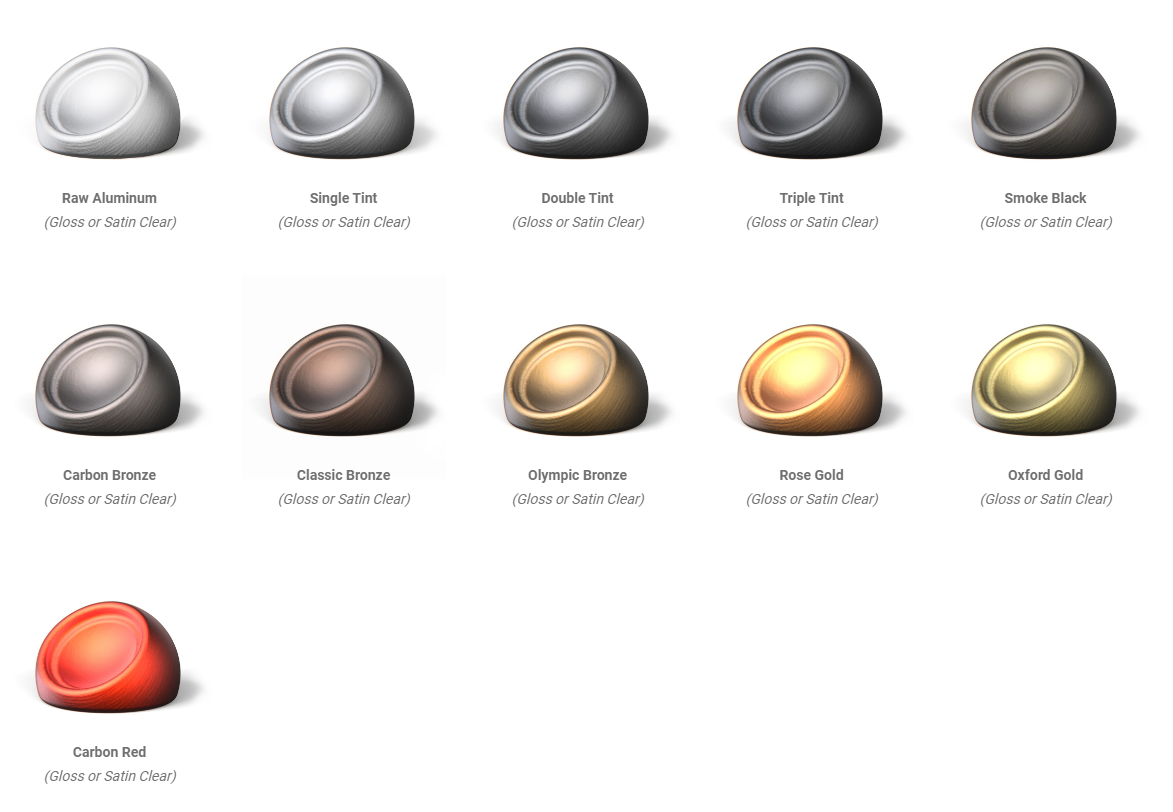 Raw Aluminum
(Gloss or Satin Clear)
Single Tint
(Gloss or Satin Clear)
Double Tint
(Gloss or Satin Clear)
Triple Tint
(Gloss or Satin Clear)
Smoke Black
(Gloss or Satin Clear)
Carbon Bronze
(Gloss or Satin Clear)
Classic Bronze
(Gloss or Satin Clear)
Olympic Bronze
(Gloss or Satin Clear)
Rose Gold
(Gloss or Satin Clear)
Oxford Gold
(Gloss or Satin Clear)
Carbon Red
(Gloss or Satin Clear)